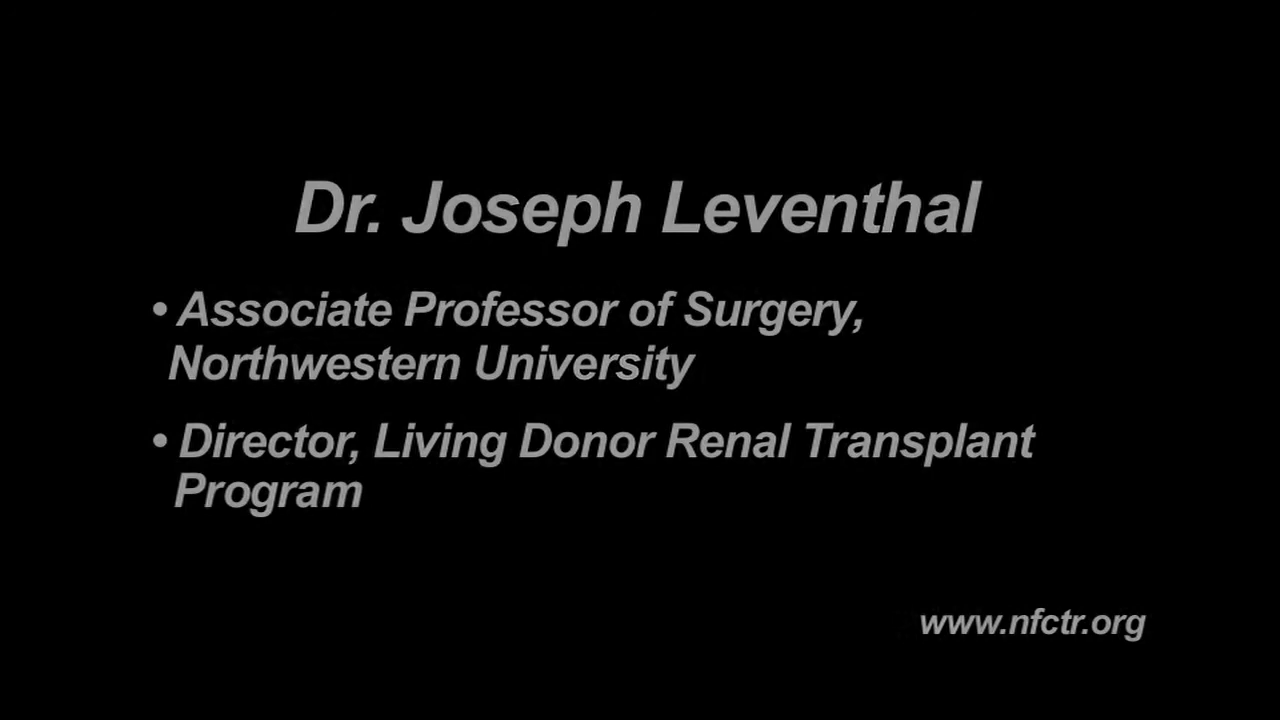 Dr. Joseph Leventhal
• Associate Professor of Surgery,
Northwestern University
• Director, Living Donor Renal Transplant
Program
www.nfctr.org